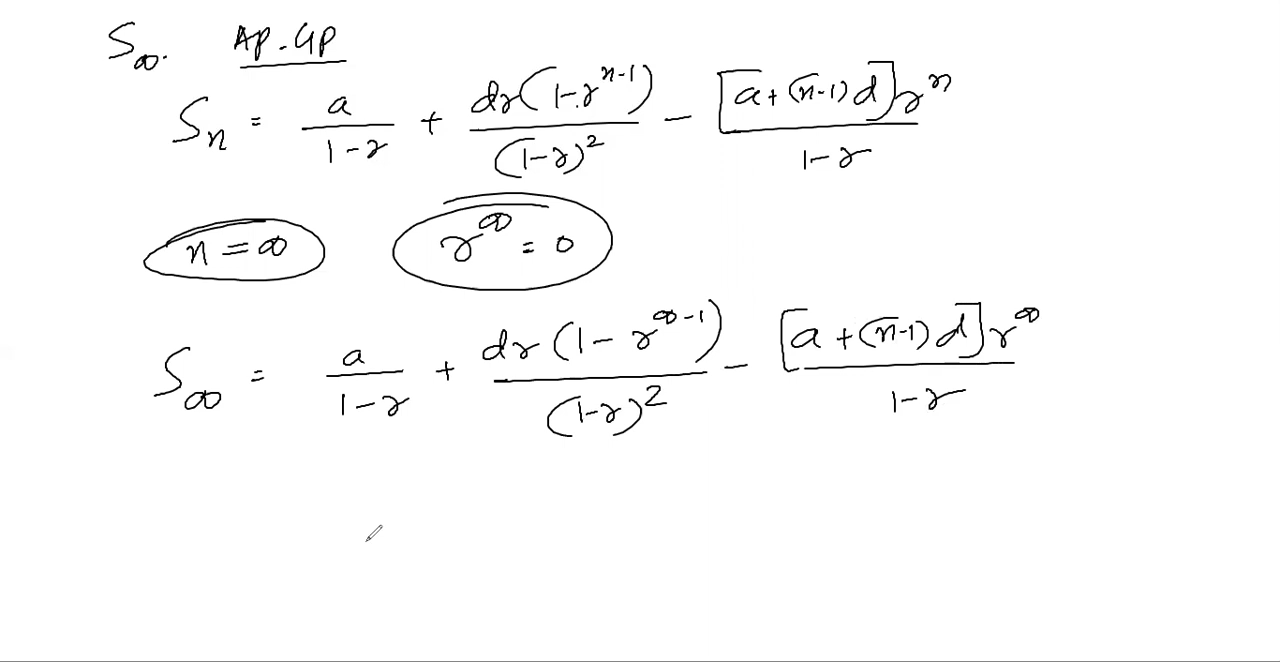 S∞. AP-GP
Sn = a/(1-r) + dr(1-r^(n-1))/(1-r)^2 - [a+(n-1)d]r^n/(1-r)
n = ∞ r^∞ = 0
S∞ = a/(1-r) + dr(1-r^(∞-1))/(1-r)^2 - [a+(n-1)d]r^∞/(1-r)